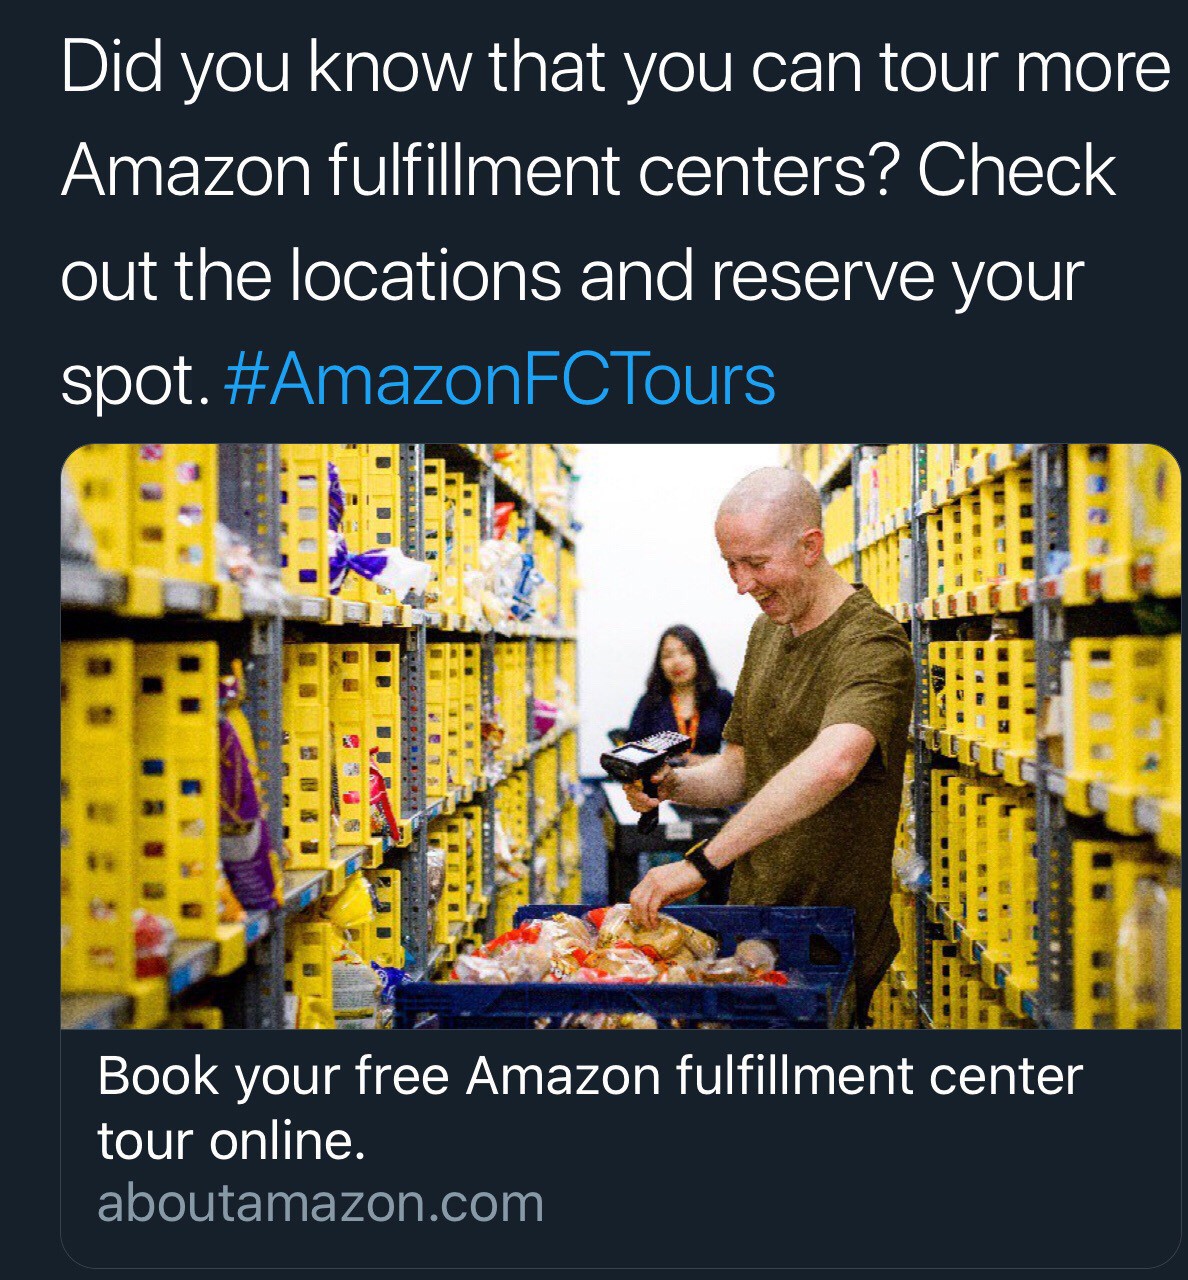 Did you know that you can tour more
Amazon fulfillment centers? Check
out the locations and reserve your
spot. #AmazonFCTours
Book your free Amazon fulfillment center
tour online.
aboutamazon.com